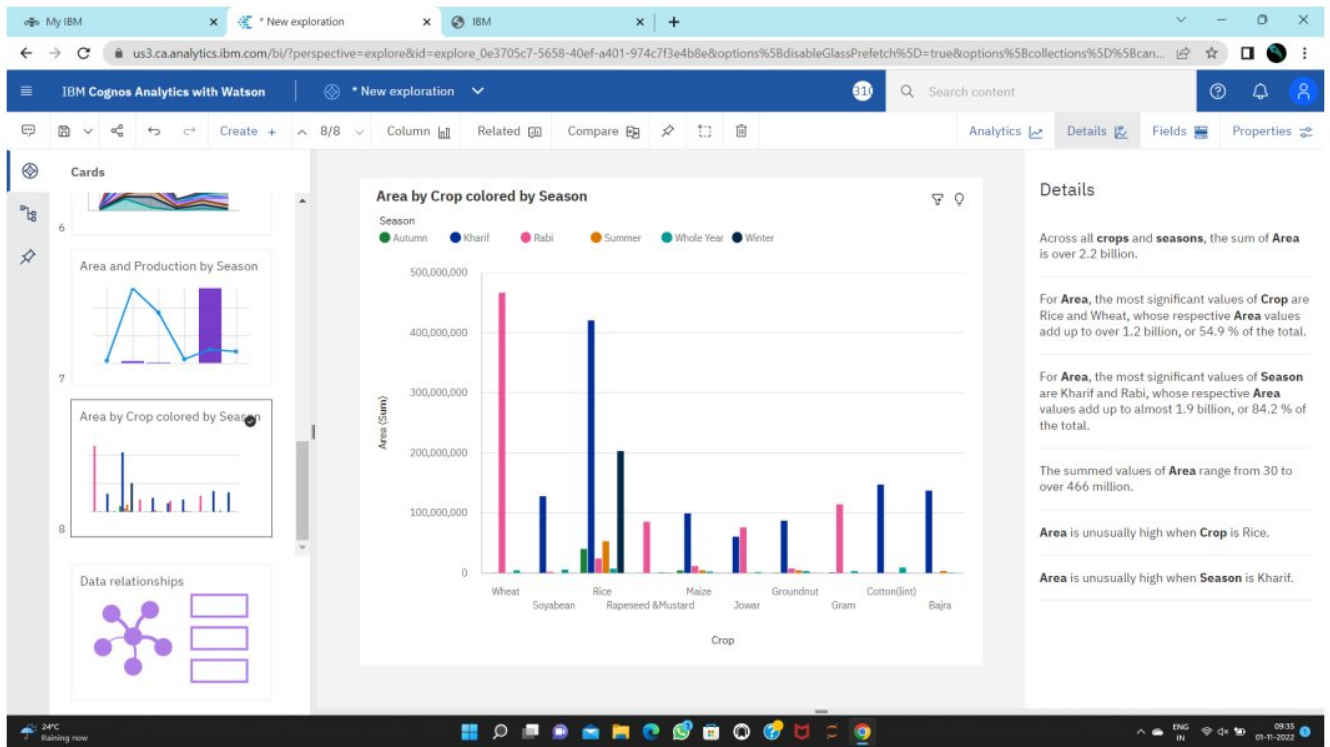 My IBM
* New exploration
IBM
us3.ca.analytics.ibm.com/bi/?perspective=explore&id=explore_0e3705c7-5658-40ef-a401-974c7f3e4b8e&options%5BdisableGlassPrefetch%5D=true&options%5Bcollections%5D%5Bcan...
IBM Cognos Analytics with Watson
* New exploration
310
Search content
Create +
8/8
Column
Related
Compare
Analytics
Details
Fields
Properties
Cards
6
Area and Production by Season
7
Area by Crop colored by Season
8
Data relationships
Area by Crop colored by Season
Season
Autumn Kharif Rabi Summer Whole Year Winter
Area (Sum)
500,000,000
400,000,000
300,000,000
200,000,000
100,000,000
0
Wheat Rice Maize Groundnut Cotton(lint)
Soyabean Rapeseed &Mustard Jowar Gram Bajra
Crop
Details
Across all crops and seasons, the sum of Area
is over 2.2 billion.
For Area, the most significant values of Crop are
Rice and Wheat, whose respective Area values
add up to over 1.2 billion, or 54.9 % of the total.
For Area, the most significant values of Season
are Kharif and Rabi, whose respective Area
values add up to almost 1.9 billion, or 84.2 % of
the total.
The summed values of Area range from 30 to
over 466 million.
Area is unusually high when Crop is Rice.
Area is unusually high when Season is Kharif.
24°C
Raining now
ENG
IN
09:35
01-11-2022